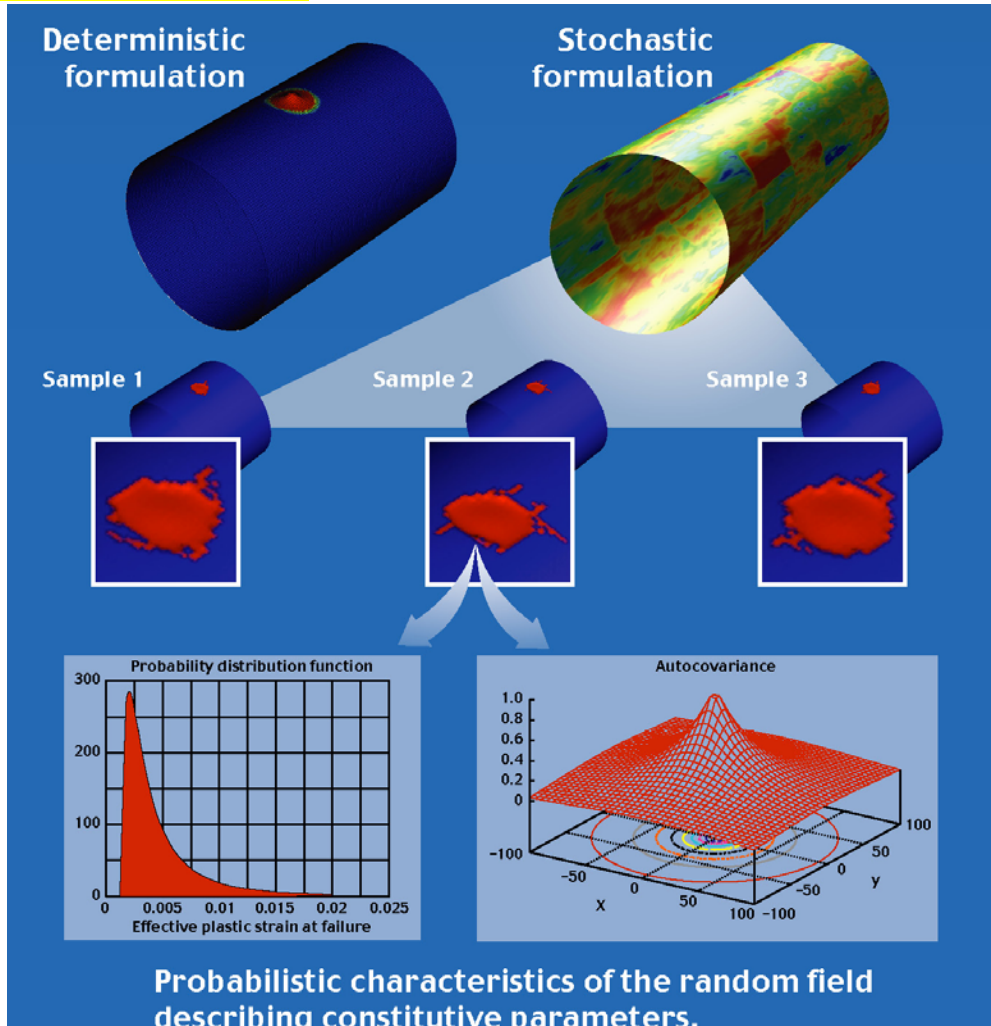 Deterministic
formulation
Stochastic
formulation
Sample 1
Sample 2
Sample 3
Probability distribution function
300
200
100
0
0
0.005
0.01
0.015
0.02
0.025
Effective plastic strain at failure
Autocovariance
1.0
0.8
0.6
0.4
0.2
0
-100
-50
0
50
100
x
-100
-50
0
50
100
y
Probabilistic characteristics of the random field
describing constitutive parameters.